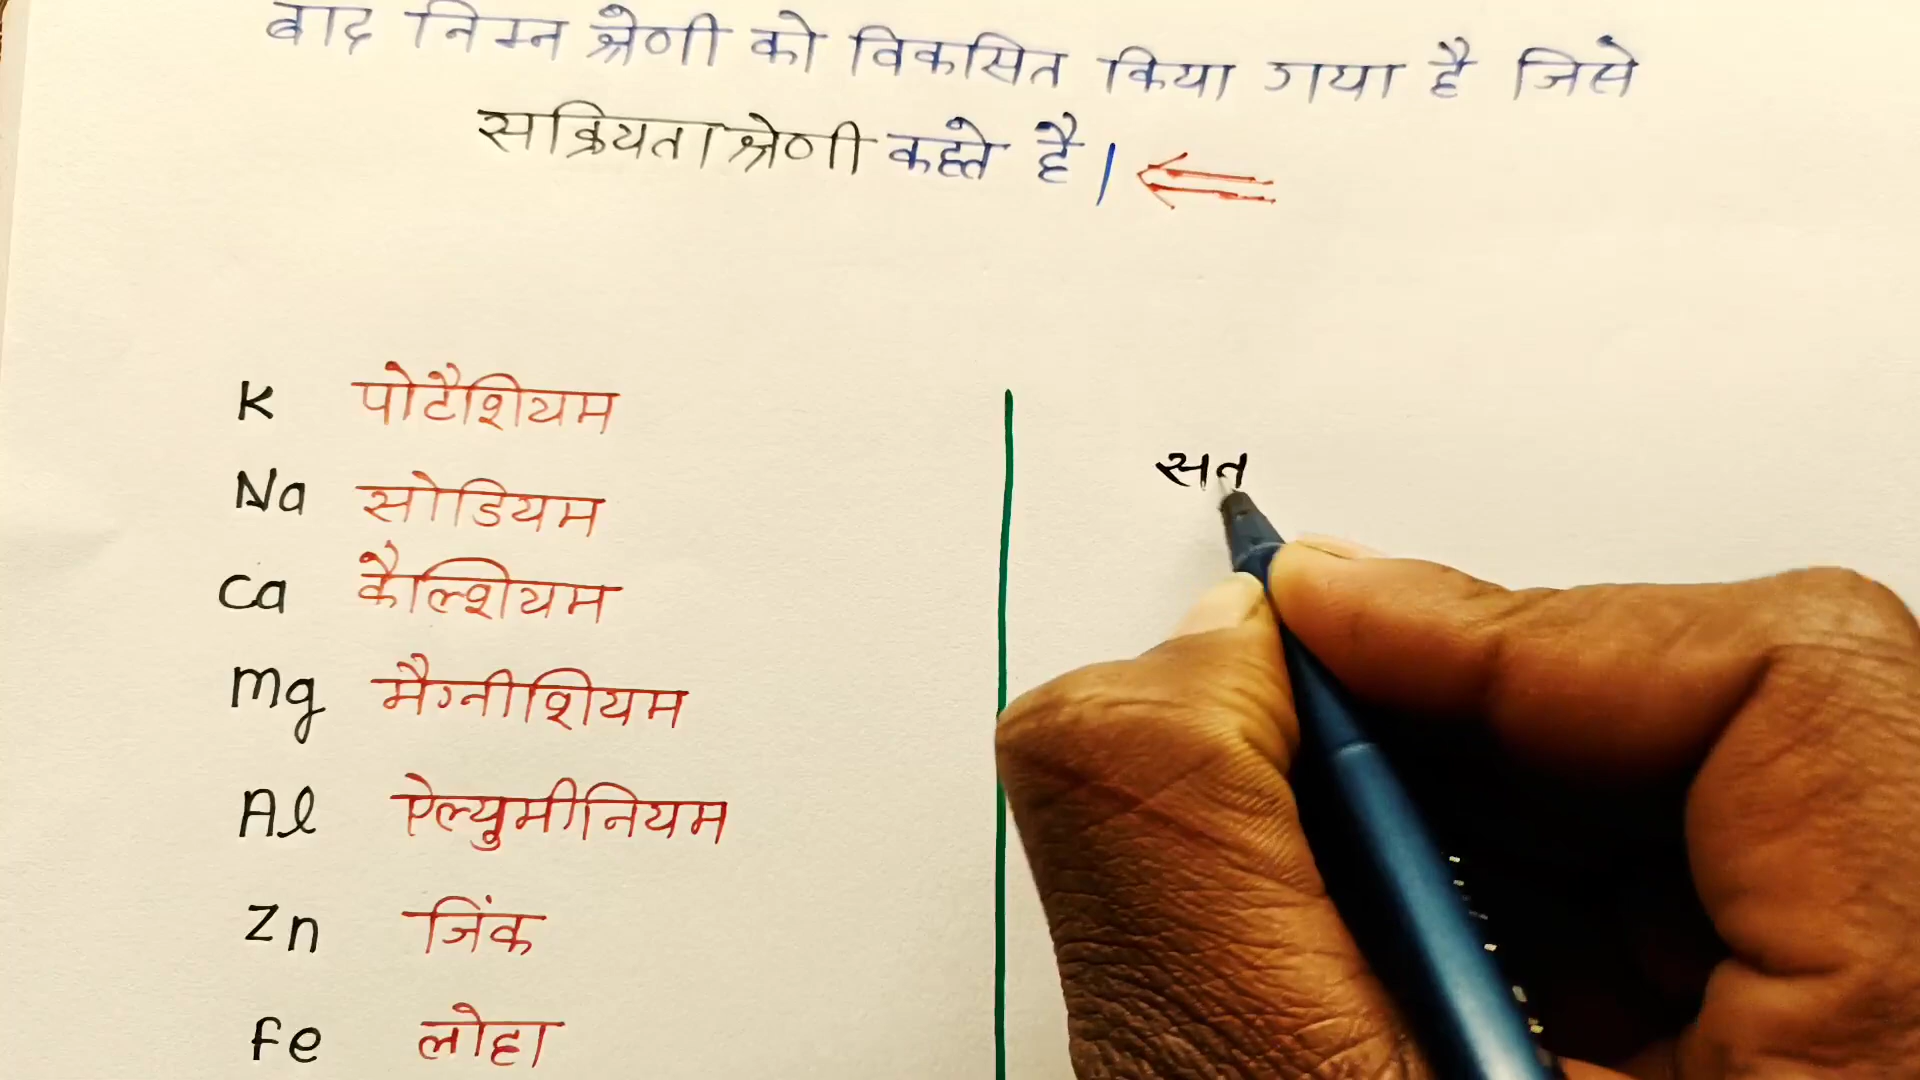 बाद निम्न श्रेणी को विकसित किया गया है जिसे
सक्रियता श्रेणी कहते है।
K पोटैशियम
Na सोडियम
Ca कैल्शियम
Mg मैग्नीशियम
Al ऐल्युमीनियम
Zn जिंक
Fe लोहा
सत